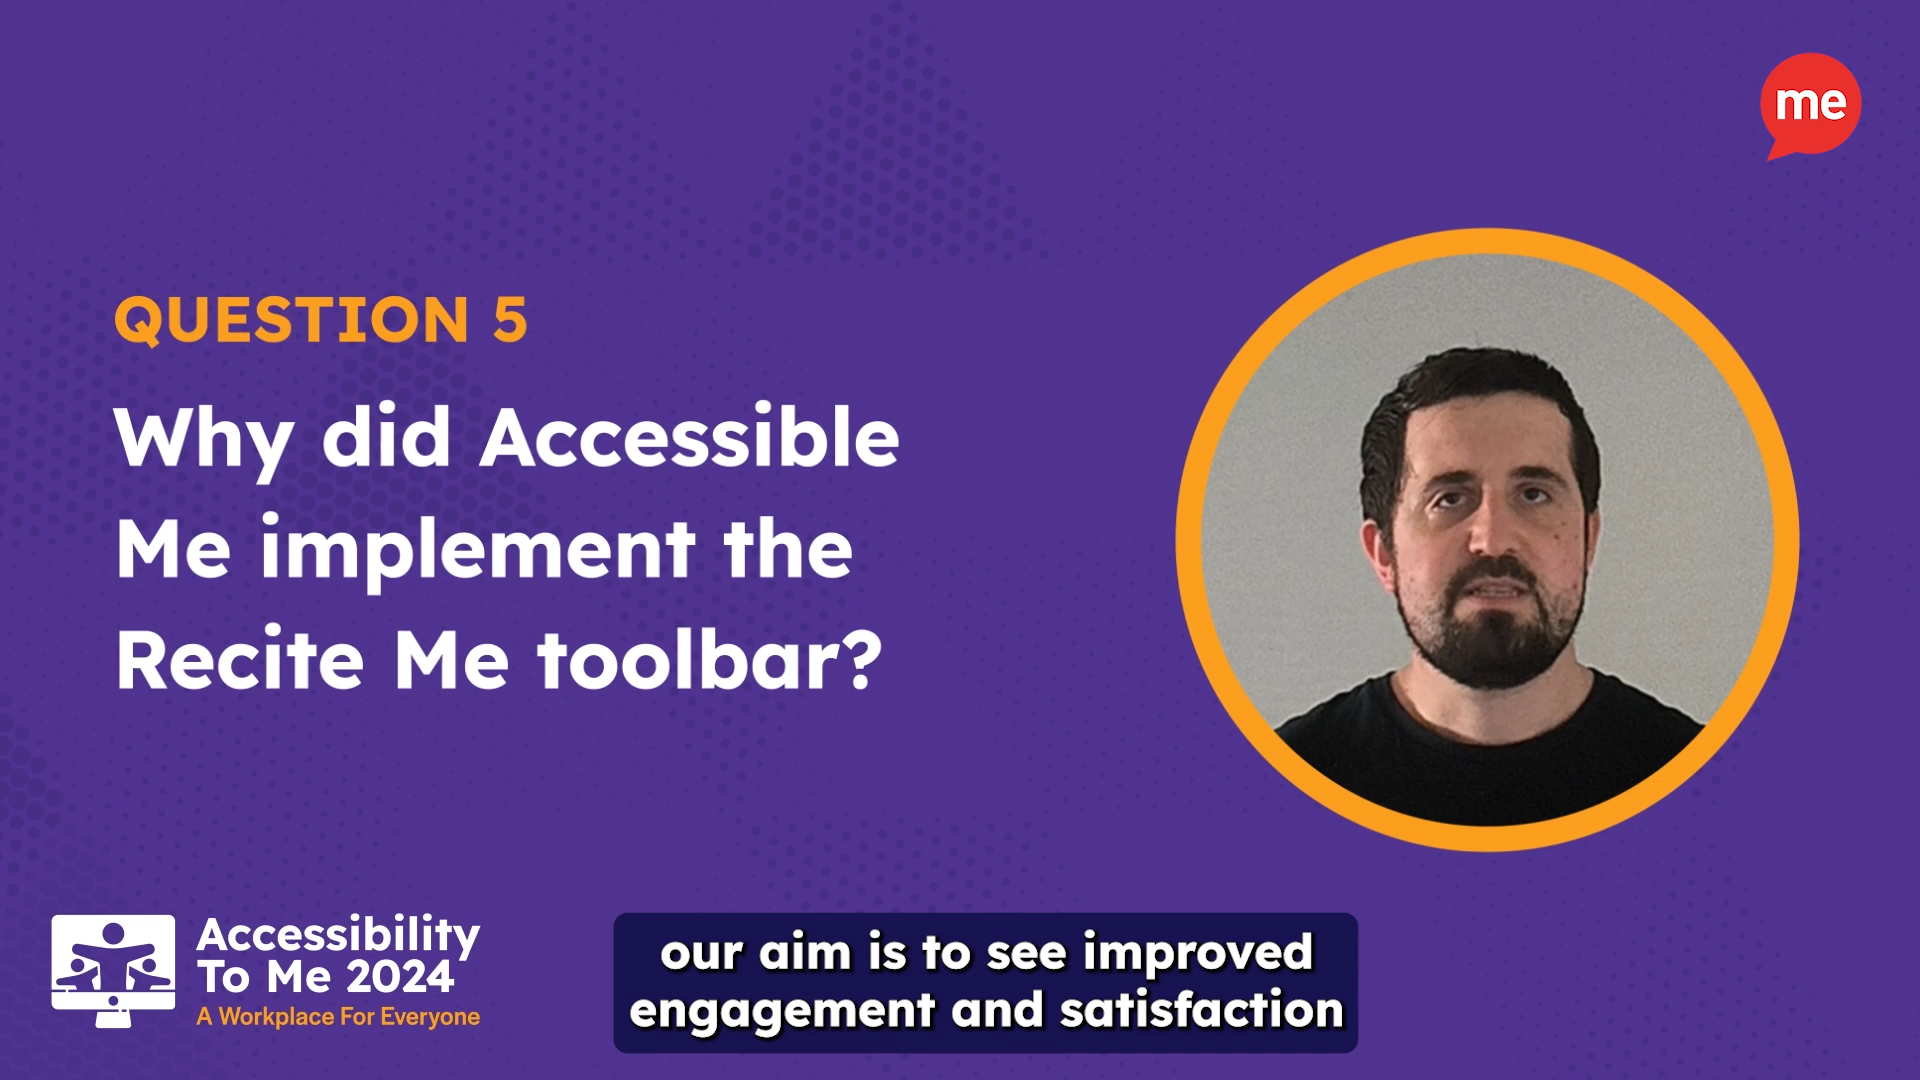 me
QUESTION 5
Why did Accessible
Me implement the
Recite Me toolbar?
Accessibility
To Me 2024
A Workplace For Everyone
our aim is to see improved
engagement and satisfaction